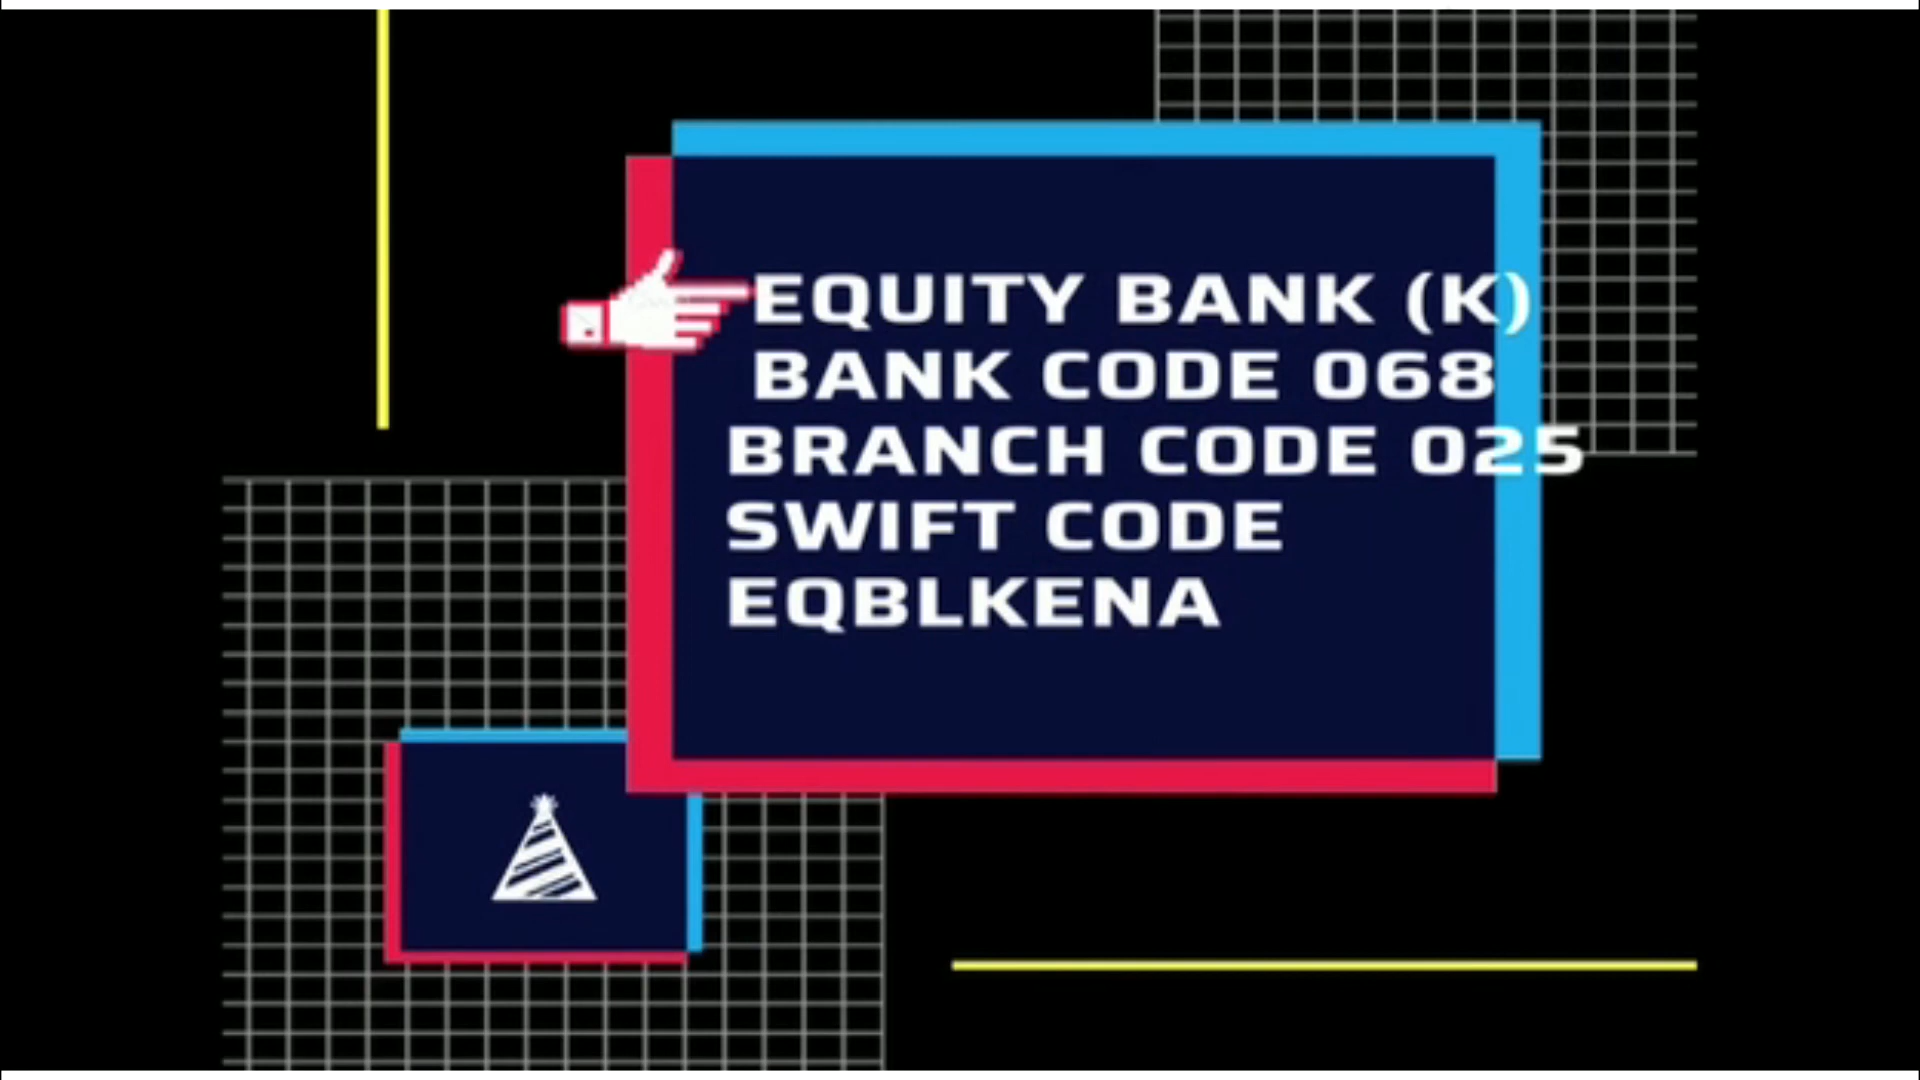 EQUITY BANK (K)
BANK CODE 068
BRANCH CODE 025
SWIFT CODE
EQBLKENA